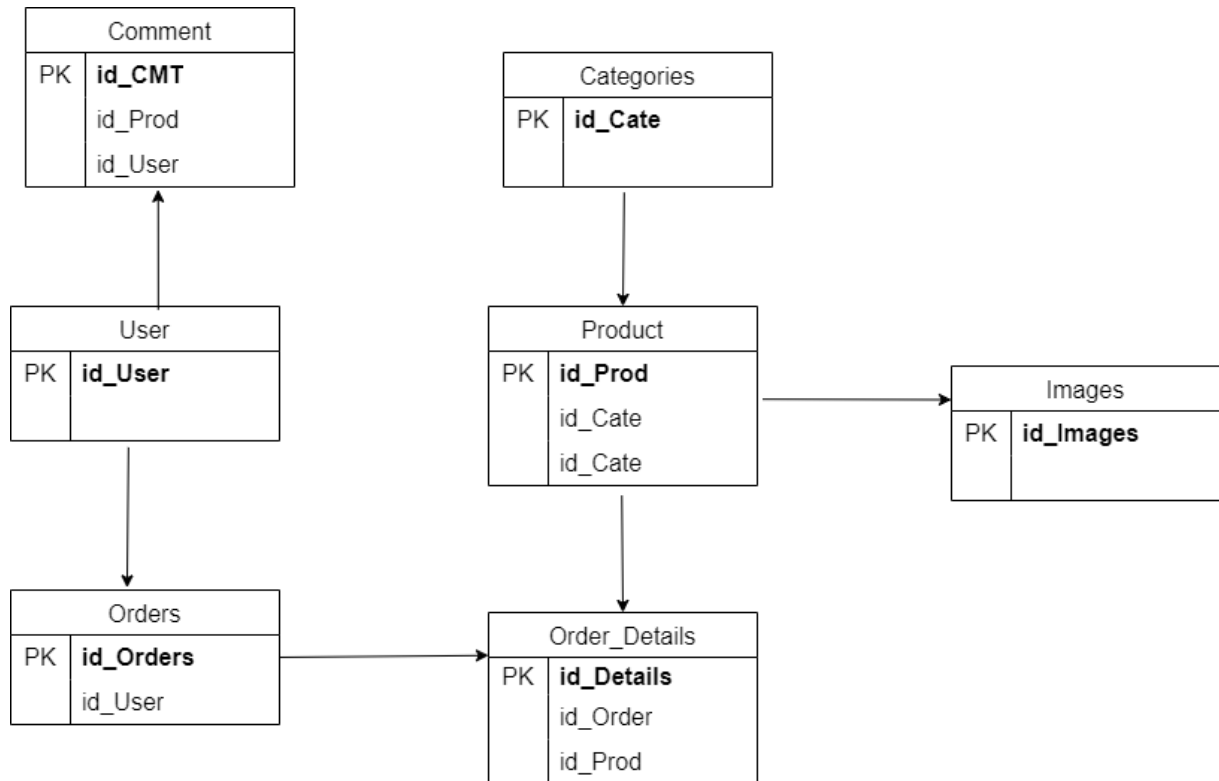 Comment
PK id_CMT
id_Prod
id_User
Categories
PK id_Cate
User
PK id_User
Product
PK id_Prod
id_Cate
id_Cate
Images
PK id_Images
Orders
PK id_Orders
id_User
Order_Details
PK id_Details
id_Order
id_Prod